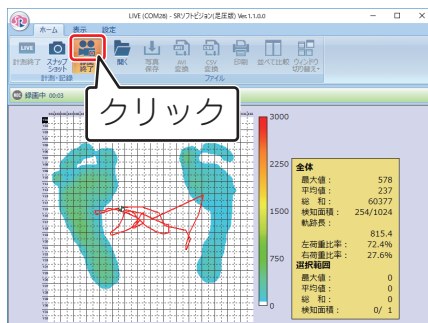 LIVE (COM26) - SRソフトビジョン(足圧版) Ver.1.1.0.0
ホーム 表示 設定
LIVE
計測終了 スナップショット 録画終了 開く 写真保存 AVI変換 CSV変換 印刷 並べて比較 ウィンドウ切り替え
計測・記録 ファイル
REC 録画中 00:03
クリック
3000
2250
1500
750
0
全体
最大値： 578
平均値： 237
総　和： 60377
検知面積： 254/1024
軌跡長：
815.4
左荷重比率： 72.4%
右荷重比率： 27.6%
選択範囲
最大値： 0
平均値： 0
総　和： 0
検知面積： 0/ 1